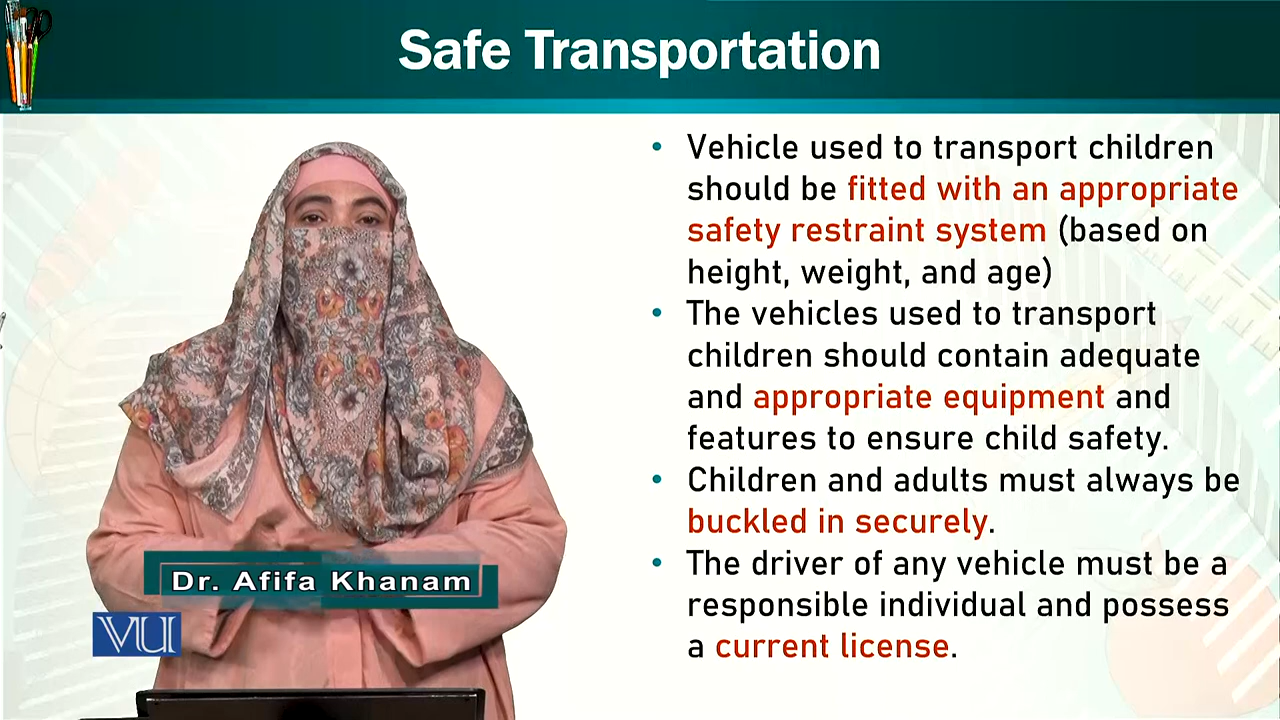 Safe Transportation
• Vehicle used to transport children
should be fitted with an appropriate
safety restraint system (based on
height, weight, and age)
• The vehicles used to transport
children should contain adequate
and appropriate equipment and
features to ensure child safety.
• Children and adults must always be
buckled in securely.
• The driver of any vehicle must be a
responsible individual and possess
a current license.
Dr. Afifa Khanam
VU